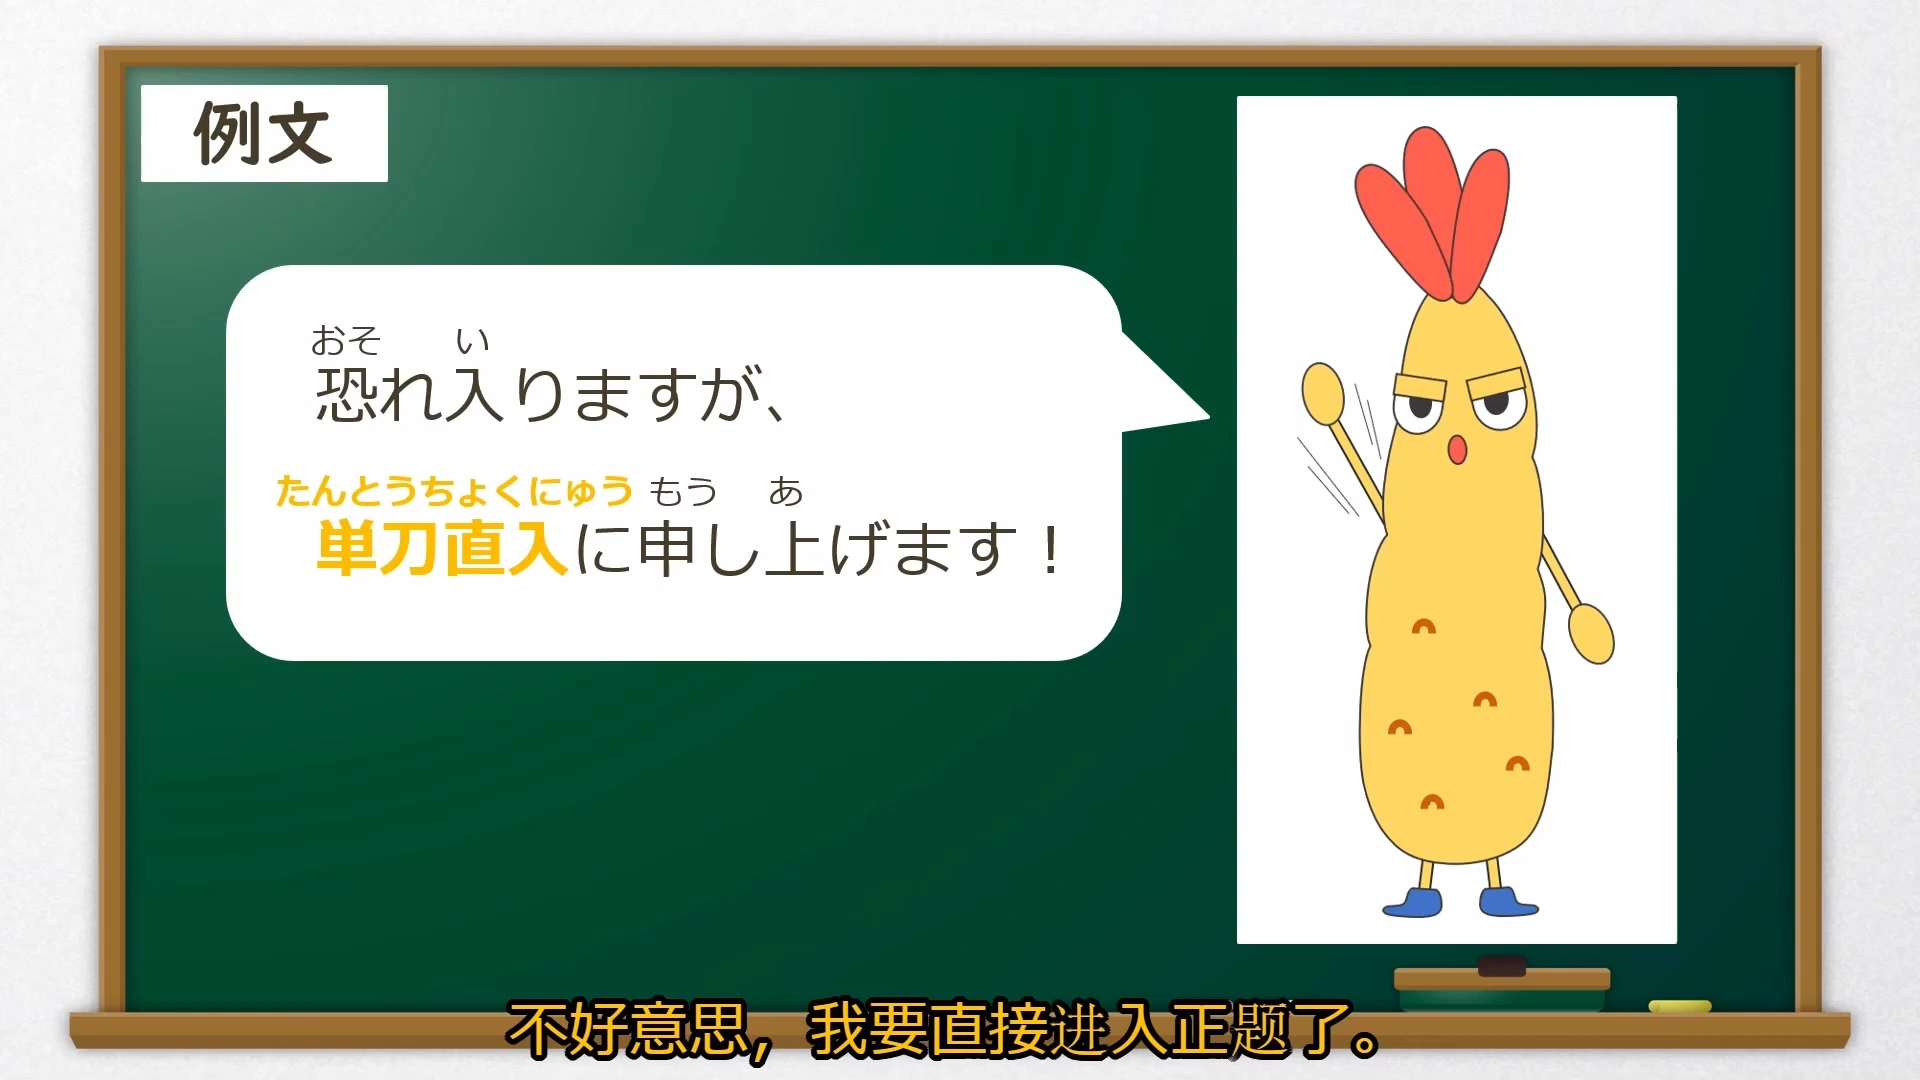 例文
おそ い
恐れ入りますが、
たんとうちょくにゅう もう あ
単刀直入に申し上げます！
不好意思，我要直接进入正题了。